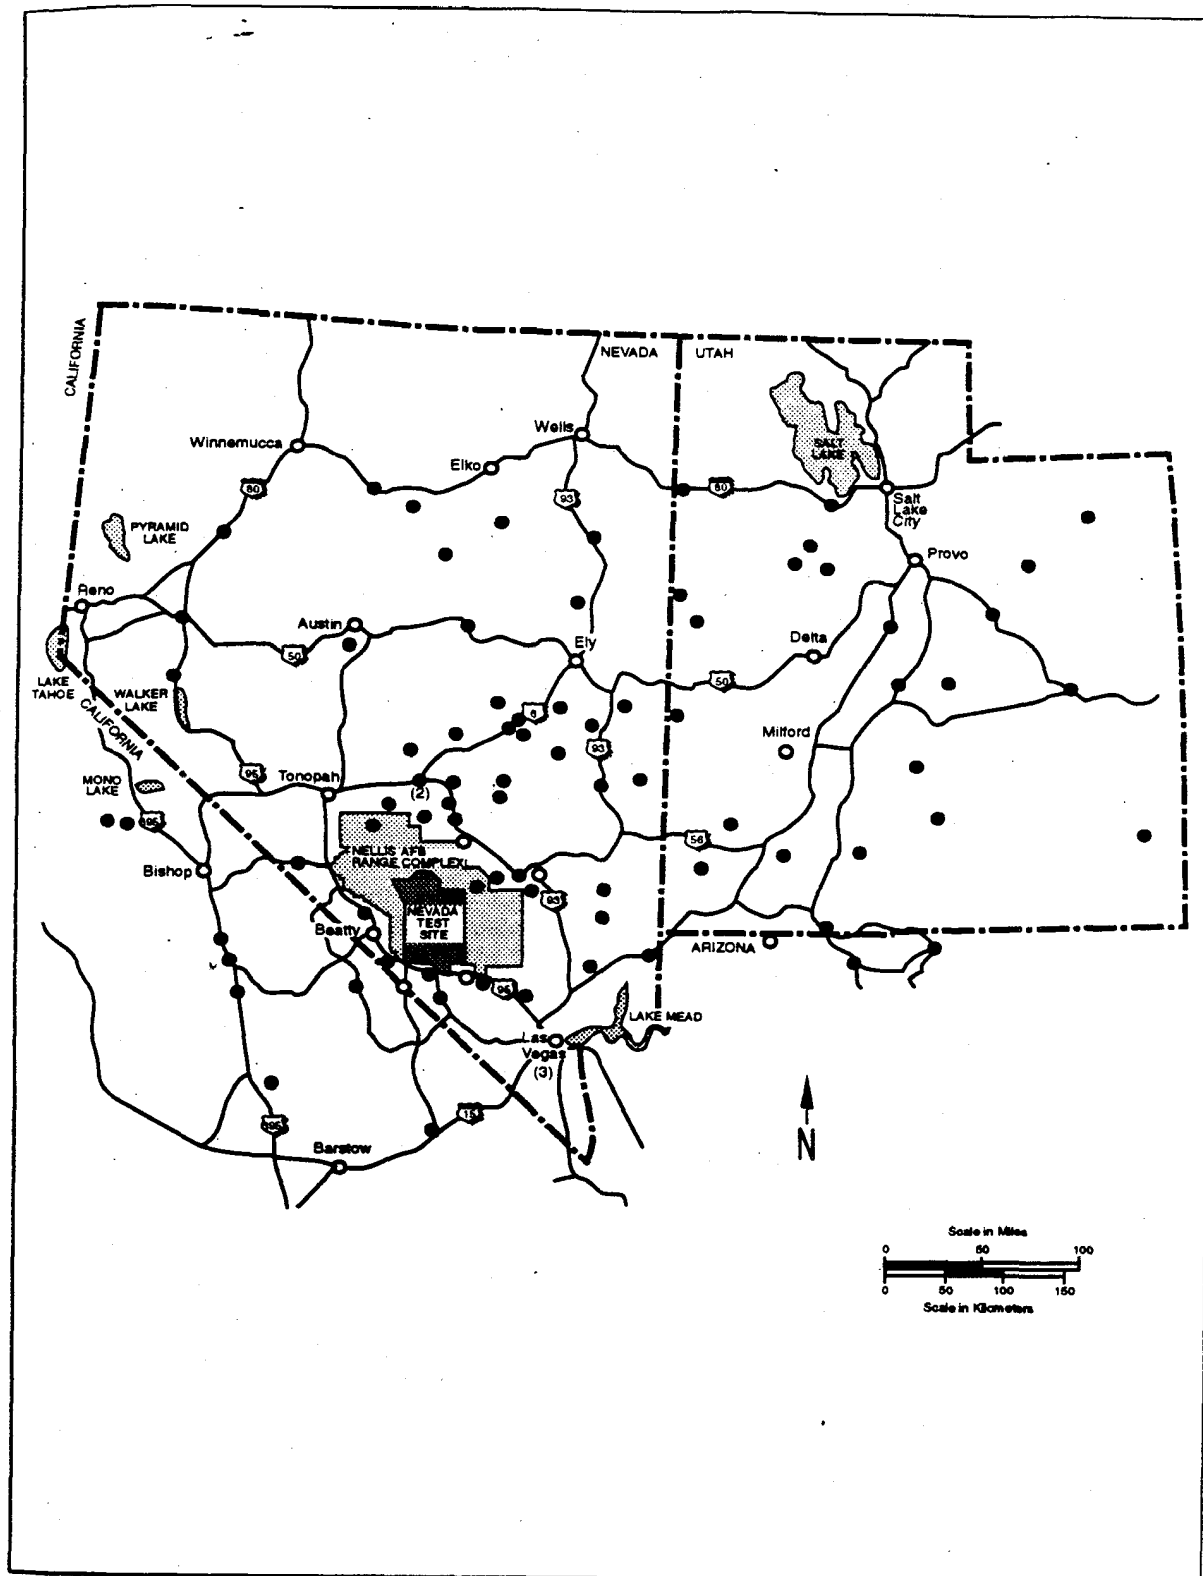 CALIFORNIA
NEVADA
UTAH
Winnemucca
Wells
Elko
SALT
LAKE
80
93
80
Salt
Lake
City
PYRAMID
LAKE
Provo
Reno
Austin
Ely
Delta
50
50
LAKE
TAHOE
WALKER
LAKE
CALIFORNIA
6
93
Milford
95
Tonopah
(2)
MONO
LAKE
395
56
NELLIS AFB
RANGE COMPLEX
Bishop
93
NEVADA
TEST
SITE
Beatty
ARIZONA
95
LAKE MEAD
Las
Vegas
(3)
15
395
Barstow
N
Scale in Miles
0 50 100
0 50 100 150
Scale in Kilometers